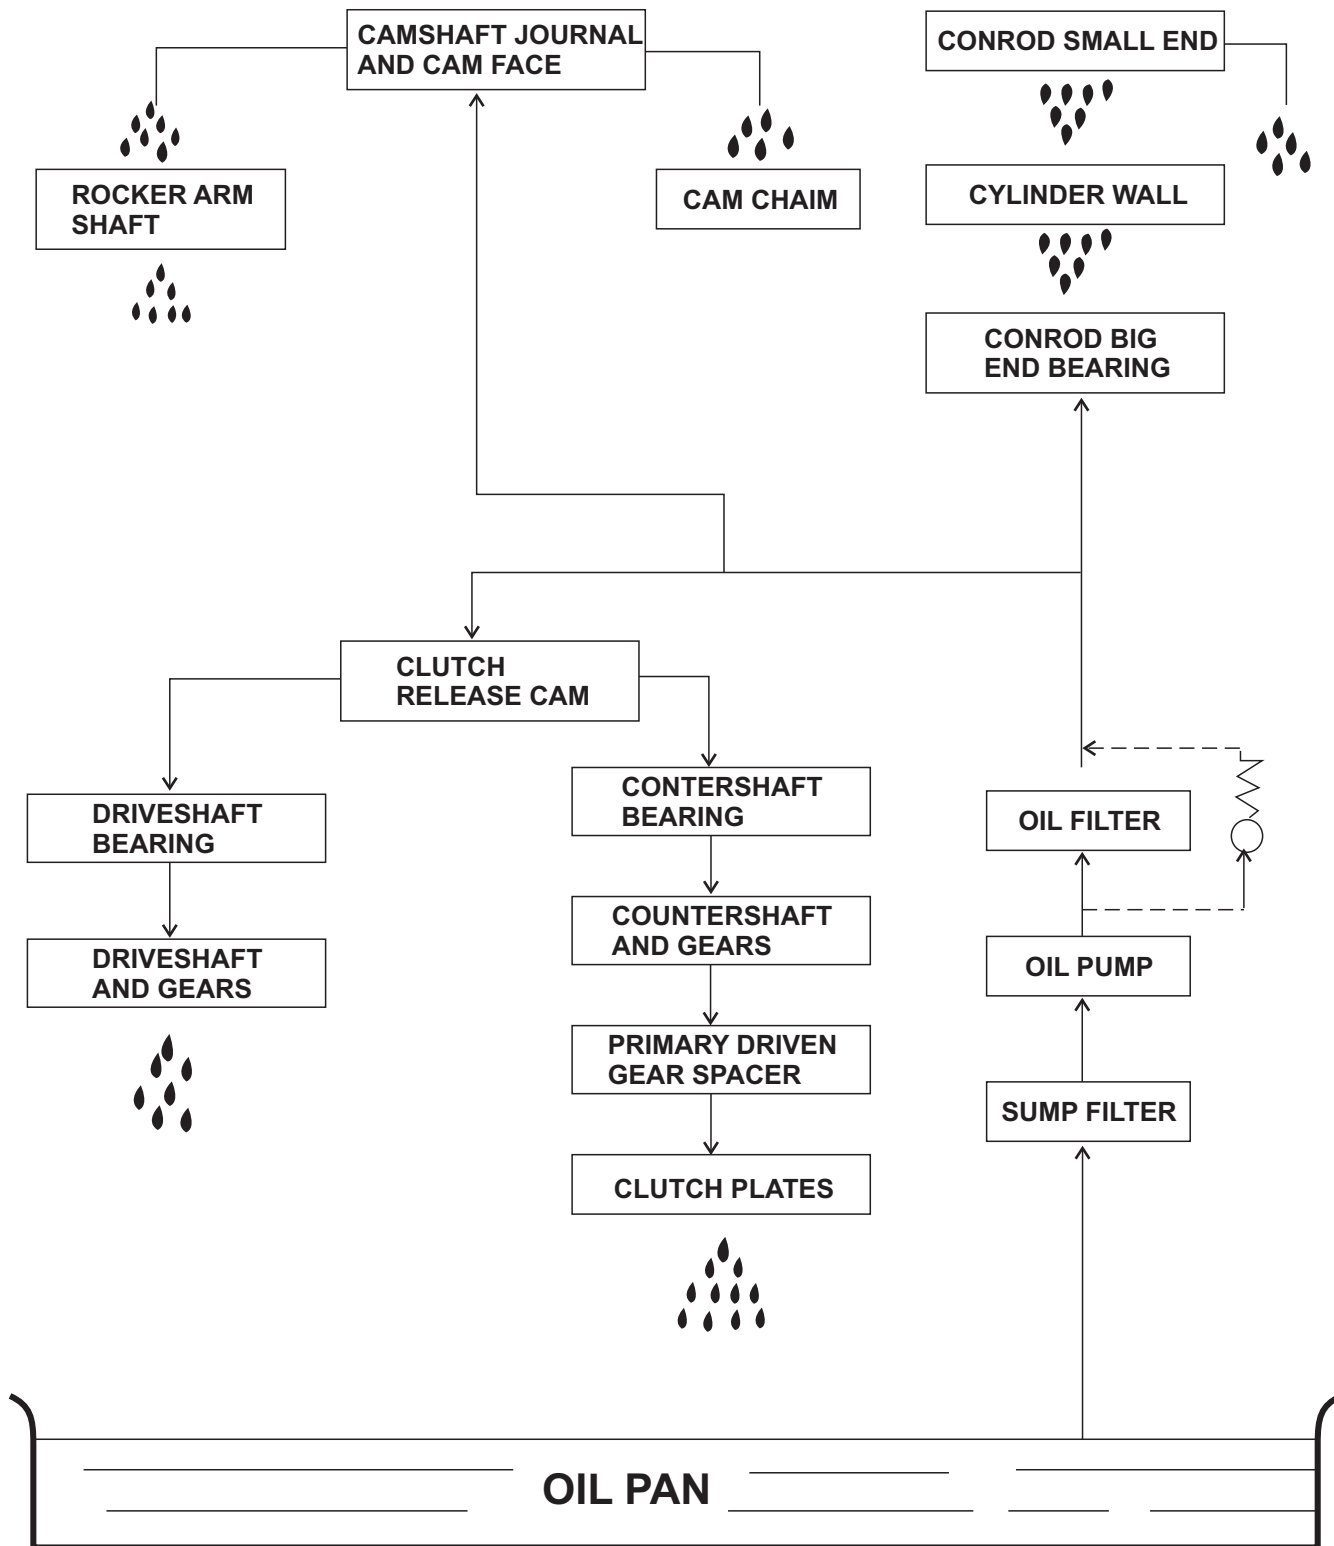 CAMSHAFT JOURNAL
AND CAM FACE
CONROD SMALL END
ROCKER ARM
SHAFT
CAM CHAIM
CYLINDER WALL
CONROD BIG
END BEARING
CLUTCH
RELEASE CAM
DRIVESHAFT
BEARING
CONTERSHAFT
BEARING
OIL FILTER
DRIVESHAFT
AND GEARS
COUNTERSHAFT
AND GEARS
OIL PUMP
PRIMARY DRIVEN
GEAR SPACER
SUMP FILTER
CLUTCH PLATES
OIL PAN